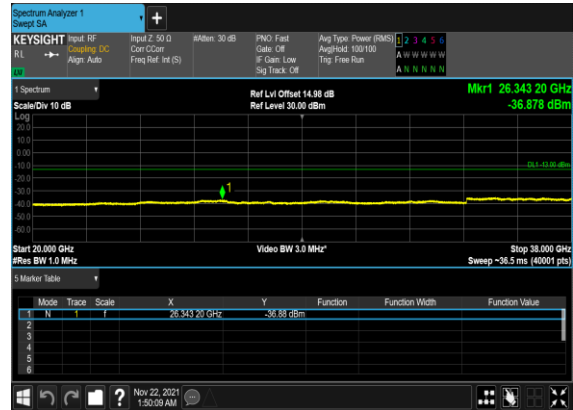 Spectrum Analyzer 1
Swept SA
+
KEYSIGHT Input: RF Input Z: 50 Ω #Atten: 30 dB PNO: Fast Avg Type: Power (RMS) 1 2 3 4 5 6
RL Coupling: DC Corr CCorr Gate: Off Avg|Hold: 100/100 A W W W W W
Align: Auto Freq Ref: Int (S) IF Gain: Low Trig: Free Run
LW Sig Track: Off A N N N N N
1 Spectrum Ref Lvl Offset 14.98 dB Mkr1 26.343 20 GHz
Scale/Div 10 dB Ref Level 30.00 dBm -36.878 dBm
Log
20.0
10.0
0.00
-10.0
DL1 -13.00 dBm
-20.0
-30.0
1
-40.0
-50.0
-60.0
Start 20.000 GHz Video BW 3.0 MHz* Stop 38.000 GHz
#Res BW 1.0 MHz Sweep ~36.5 ms (40001 pts)
5 Marker Table
Mode Trace Scale X Y Function Function Width Function Value
1 N 1 f 26.343 20 GHz -36.88 dBm
2
3
4
5
6
? Nov 22, 2021
1:50:09 AM